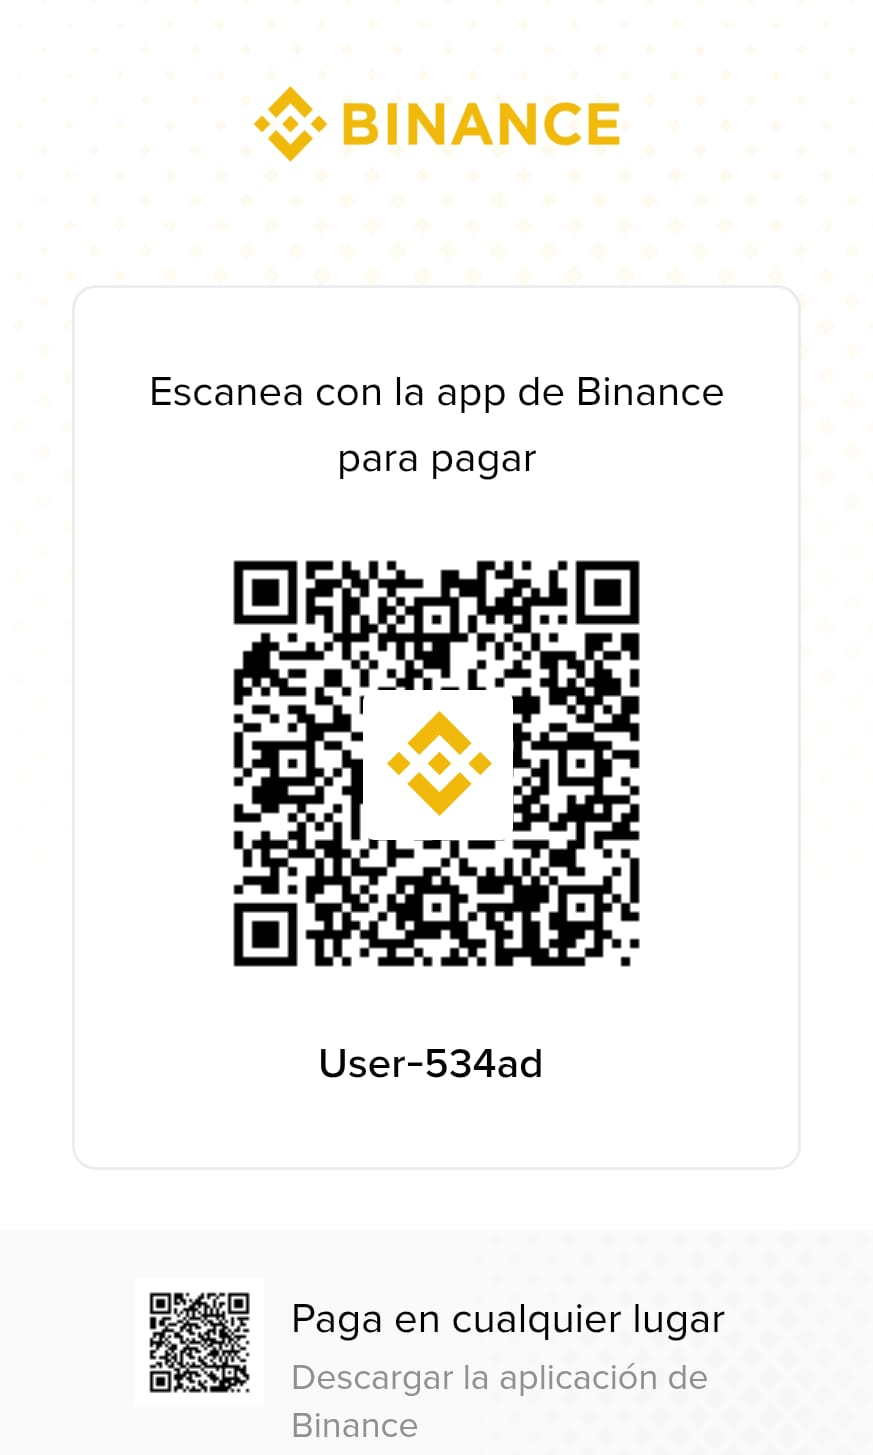 BINANCE
Escanea con la app de Binance
para pagar
User-534ad
Paga en cualquier lugar
Descargar la aplicación de
Binance